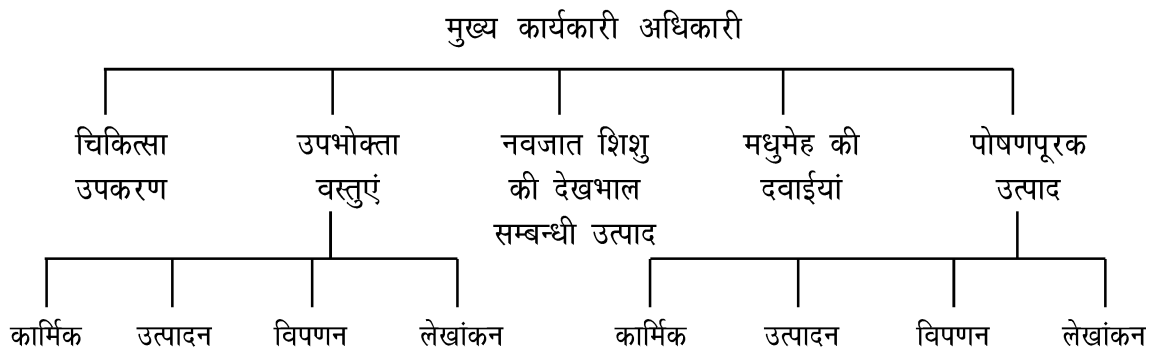 मुख्य कार्यकारी अधिकारी
चिकित्सा उपभोक्ता नवजात शिशु मधुमेह की पोषणपूरक
उपकरण वस्तुएं की देखभाल दवाईयां उत्पाद
सम्बन्धी उत्पाद
कार्मिक उत्पादन विपणन लेखांकन कार्मिक उत्पादन विपणन लेखांकन